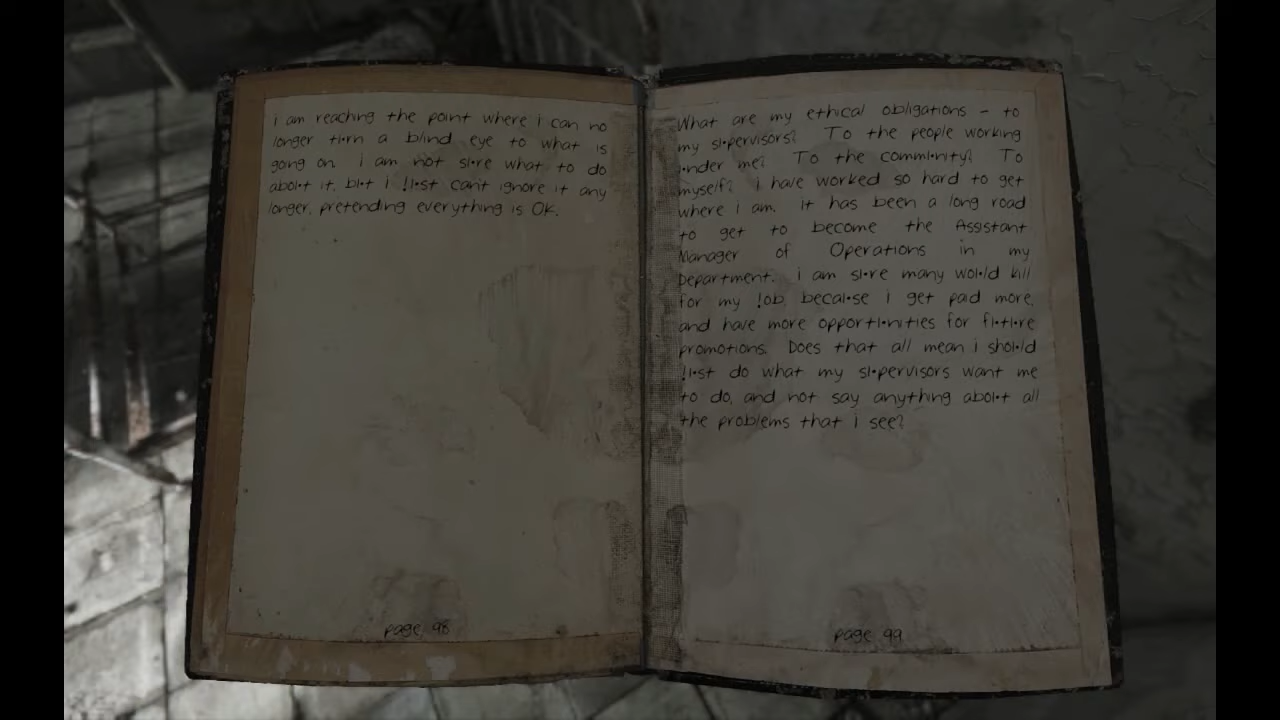 i am reaching the point where i can no
longer turn a blind eye to what is
going on. i am not sure what to do
about it, but i just can't ignore it any
longer, pretending everything is OK.
page 98
What are my ethical obligations - to
my supervisors? To the people working
under me? To the community? To
myself? i have worked so hard to get
where i am. it has been a long road
to get to become the Assistant
Manager of Operations in my
Department. i am sure many would kill
for my job, because i get paid more,
and have more opportunities for future
promotions. Does that all mean i should
just do what my supervisors want me
to do, and not say anything about all
the problems that i see?
page 99